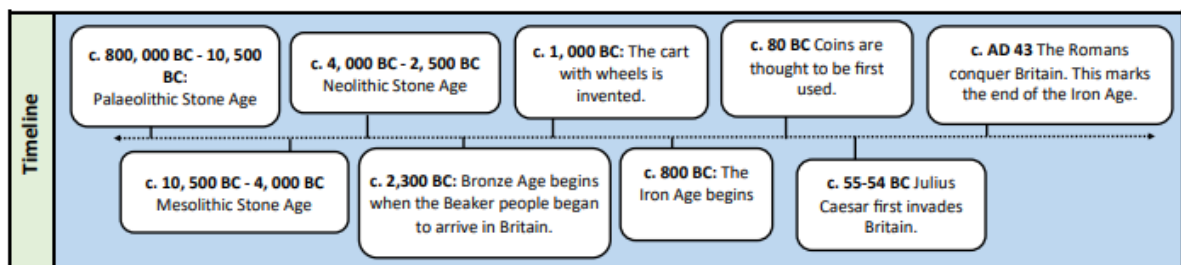 Timeline
c. 800, 000 BC - 10, 500
BC:
Palaeolithic Stone Age
c. 10, 500 BC - 4, 000 BC
Mesolithic Stone Age
c. 4, 000 BC - 2, 500 BC
Neolithic Stone Age
c. 2,300 BC: Bronze Age begins
when the Beaker people began
to arrive in Britain.
c. 1, 000 BC: The cart
with wheels is
invented.
c. 800 BC: The
Iron Age begins
c. 80 BC Coins are
thought to be first
used.
c. 55-54 BC Julius
Caesar first invades
Britain.
c. AD 43 The Romans
conquer Britain. This marks
the end of the Iron Age.